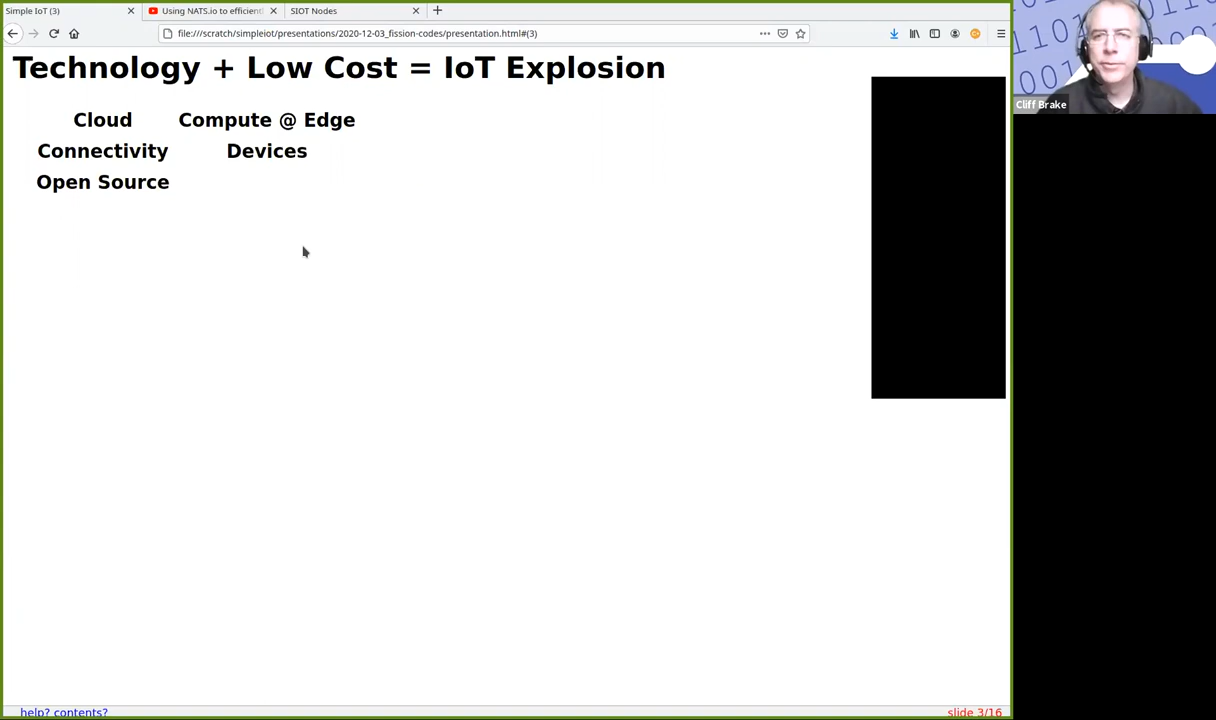 Simple IoT (3)
Using NATS.io to efficient
SIOT Nodes
file:///scratch/simpleiot/presentations/2020-12-03_fission-codes/presentation.html#(3)
Technology + Low Cost = IoT Explosion
Cloud
Compute @ Edge
Connectivity
Devices
Open Source
Cliff Brake
help? contents?
slide 3/16